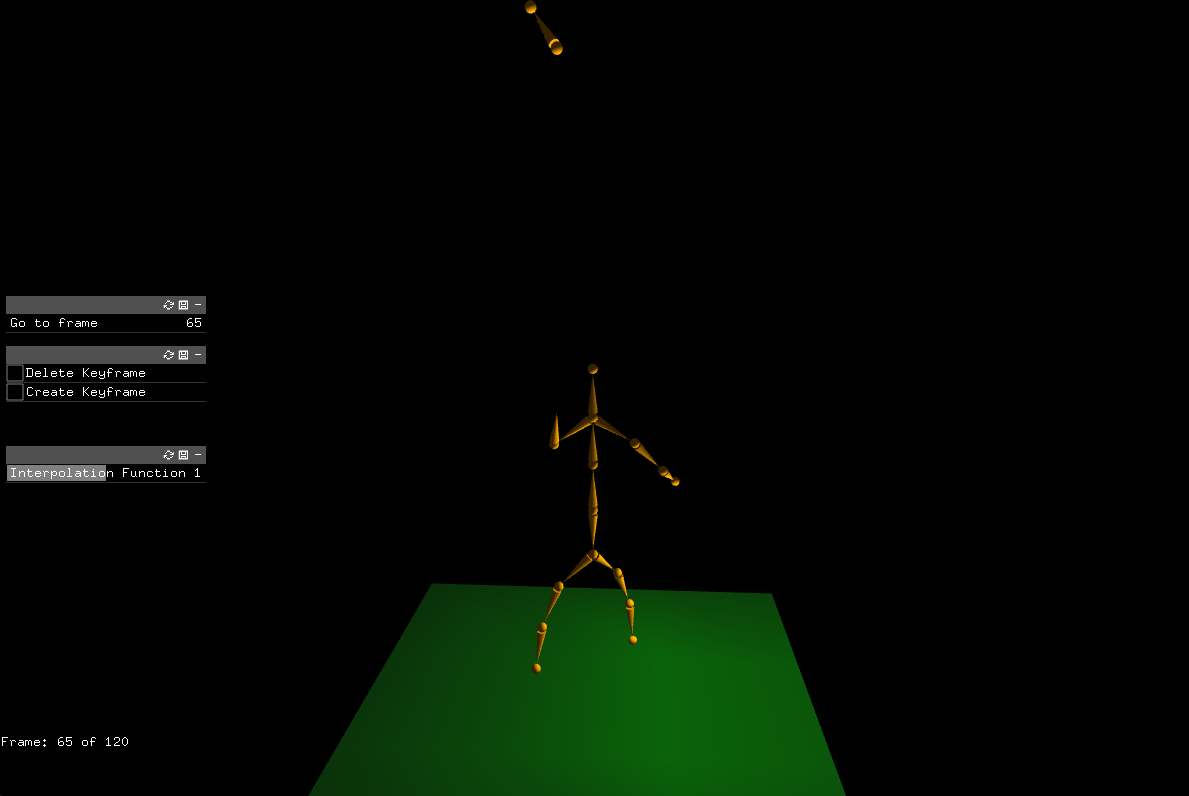 Go to frame 65
Delete Keyframe
Create Keyframe
Interpolation Function 1
Frame: 65 of 120